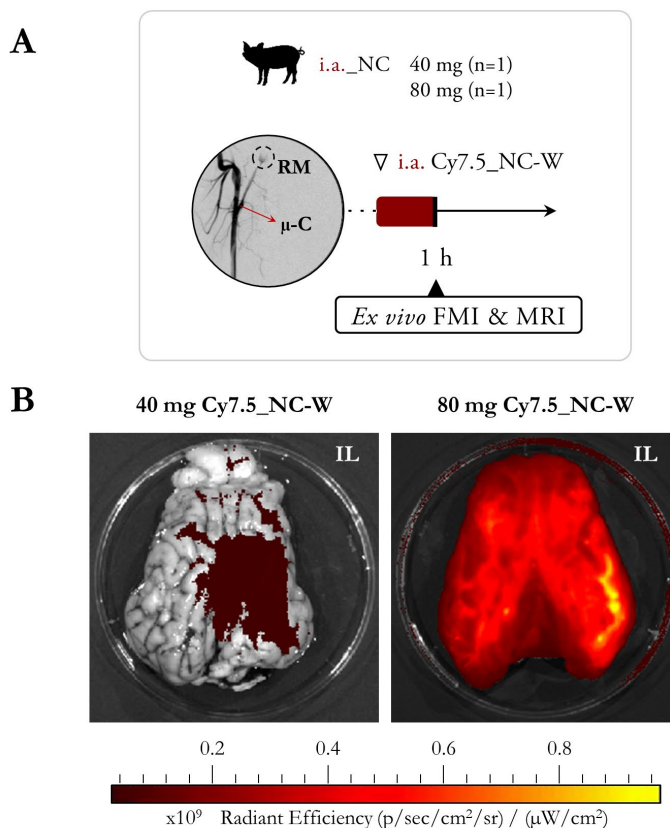 A
i.a._NC 40 mg (n=1)
80 mg (n=1)
RM
μ-C
∇ i.a. Cy7.5_NC-W
1 h
Ex vivo FMI & MRI
B
40 mg Cy7.5_NC-W
80 mg Cy7.5_NC-W
IL
IL
0.2 0.4 0.6 0.8
x10⁹ Radiant Efficiency (p/sec/cm²/sr) / (μW/cm²)